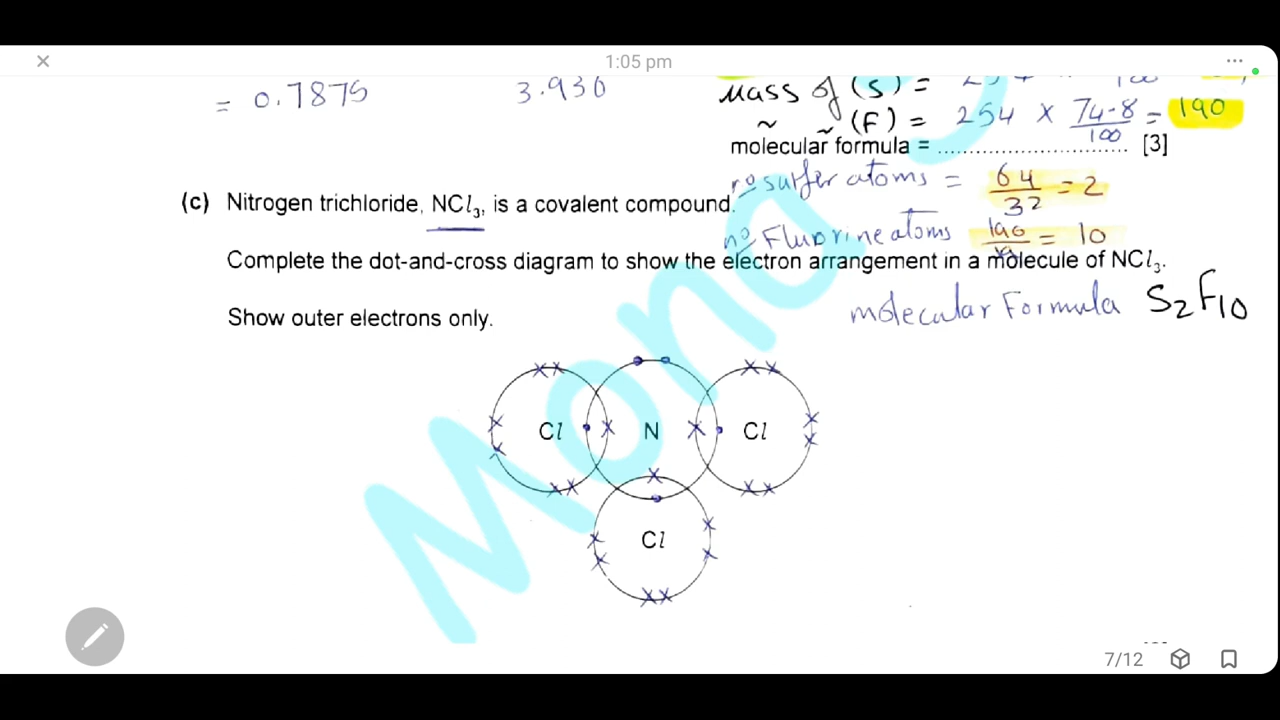 1:05 pm
= 0.7875 3.930
Mass of (S) = 254
(F) = 254 × 74.8/100 = 190
molecular formula = .............................. [3]
no surfer atoms = 64/32 = 2
(c) Nitrogen trichloride, NCl₃, is a covalent compound.
no Fluorine atoms 190/19 = 10
Complete the dot-and-cross diagram to show the electron arrangement in a molecule of NCl₃.
molecular Formula S₂F₁₀
Show outer electrons only.
Cl N Cl
Cl
Mona
7/12